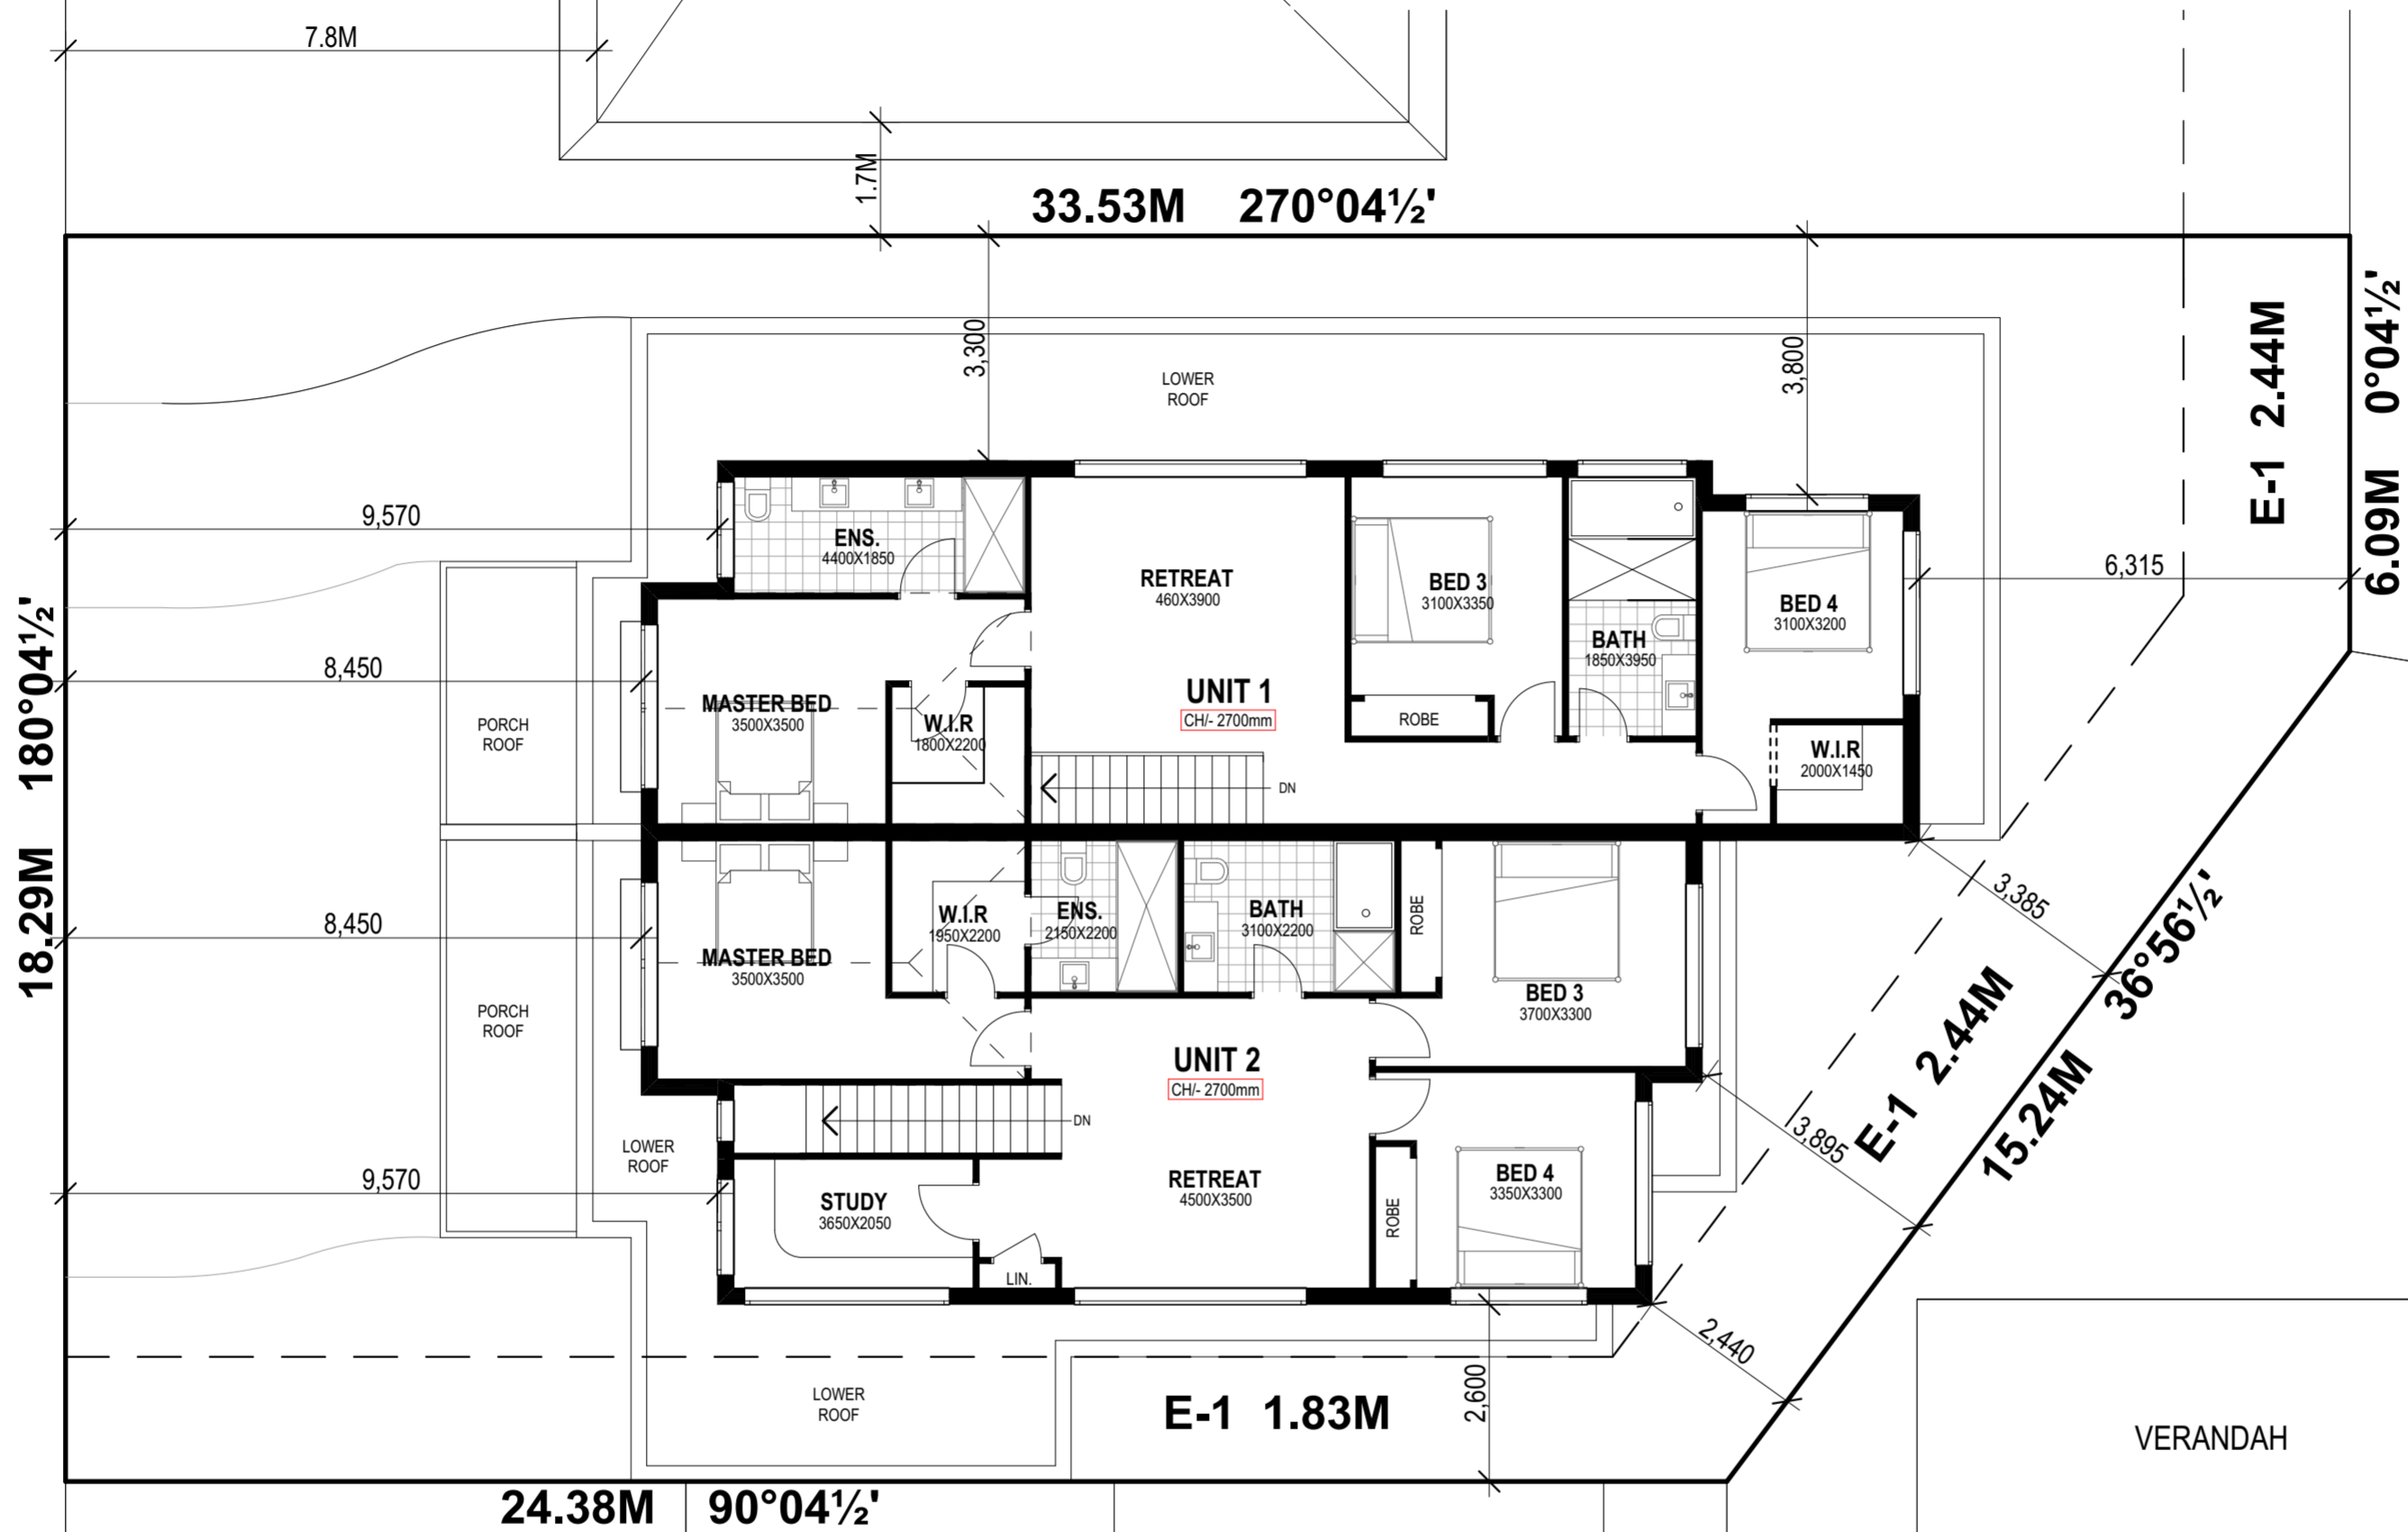 7.8M
1.7M
33.53M 270°04½'
3,300
3,800
E-1 2.44M
6.09M 0°04½'
LOWER
ROOF
9,570
ENS.
4400X1850
RETREAT
460X3900
BED 3
3100X3350
BED 4
3100X3200
6,315
BATH
1850X3950
8,450
MASTER BED
3500X3500
W.I.R
1800X2200
UNIT 1
CH/- 2700mm
ROBE
PORCH
ROOF
W.I.R
2000X1450
DN
18.29M 180°04½'
3,385
8,450
MASTER BED
3500X3500
W.I.R
1950X2200
ENS.
2150X2200
BATH
3100X2200
ROBE
BED 3
3700X3300
PORCH
ROOF
E-1 2.44M
15.24M 36°56½'
UNIT 2
CH/- 2700mm
DN
3,895
LOWER
ROOF
9,570
STUDY
3650X2050
RETREAT
4500X3500
ROBE
BED 4
3350X3300
LIN.
2,440
LOWER
ROOF
E-1 1.83M
2,600
VERANDAH
24.38M 90°04½'